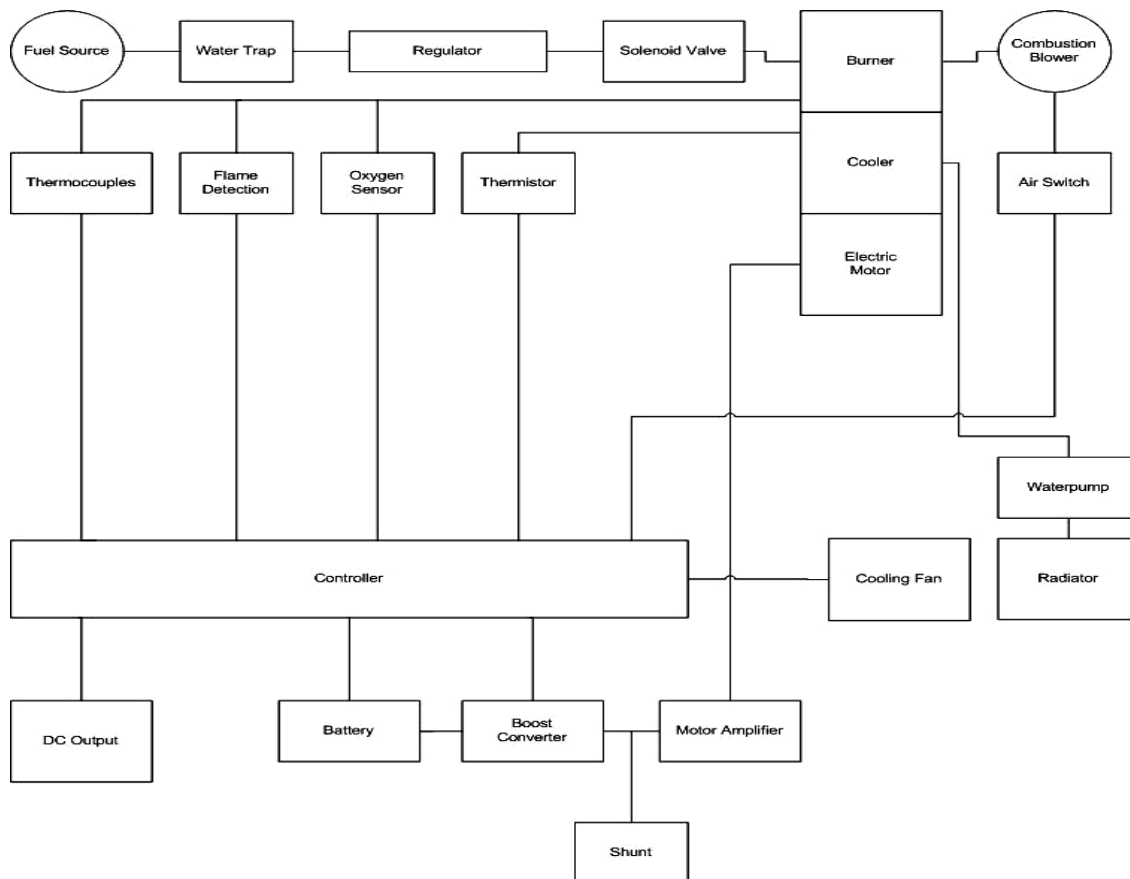 Fuel Source
Water Trap
Regulator
Solenoid Valve
Burner
Combustion
Blower
Thermocouples
Flame
Detection
Oxygen
Sensor
Thermistor
Cooler
Air Switch
Electric
Motor
Waterpump
Controller
Cooling Fan
Radiator
DC Output
Battery
Boost
Converter
Motor Amplifier
Shunt